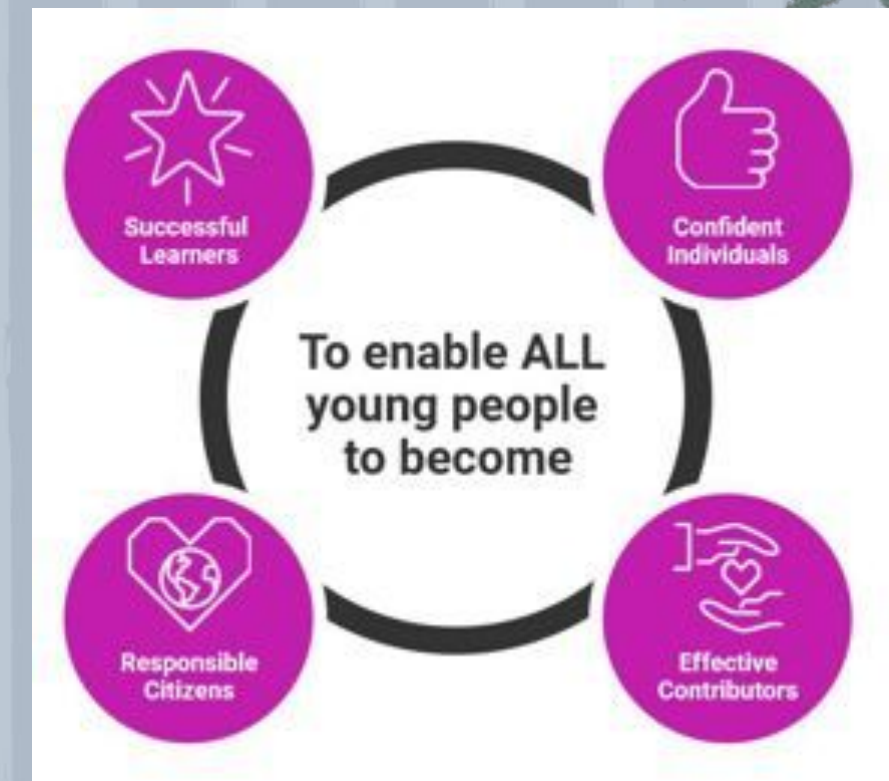 Successful
Learners
Confident
Individuals
To enable ALL
young people
to become
Responsible
Citizens
Effective
Contributors